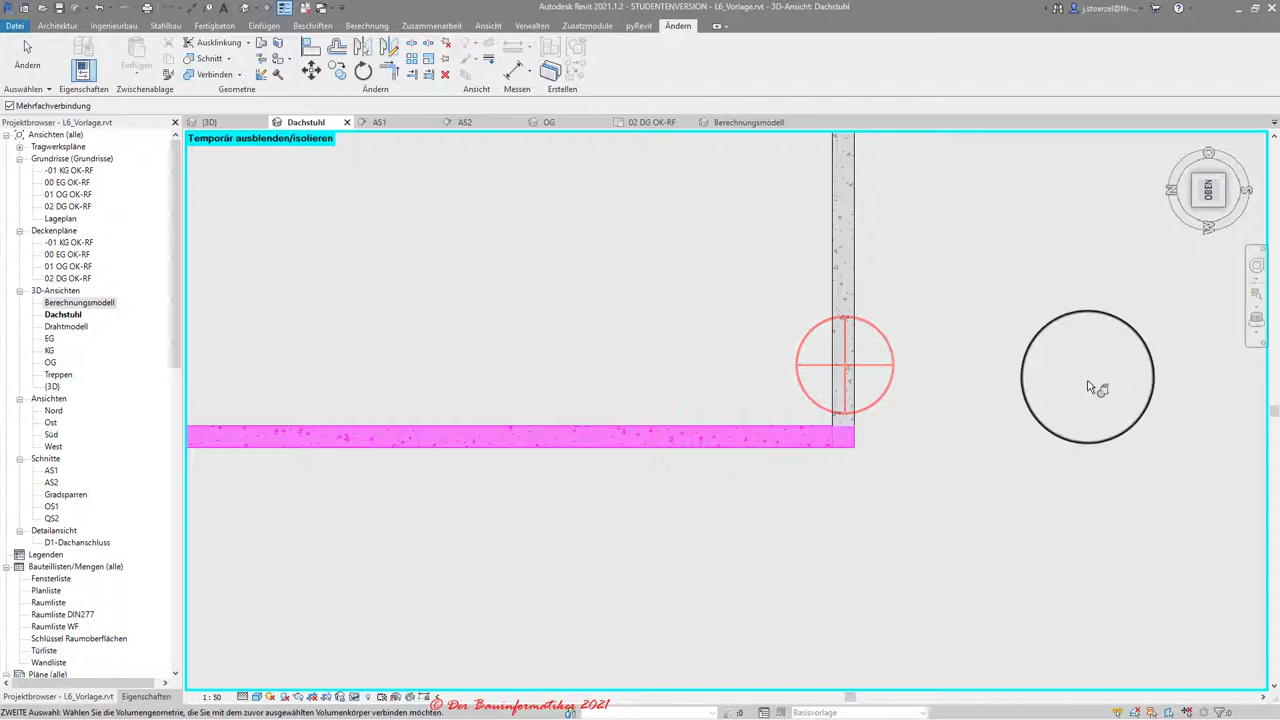 Autodesk Revit 2021.1.2 - STUDENTENVERSION - L6_Vorlage.rvt - 3D-Ansicht: Dachstuhl
j.stoerzel@fh-...
Datei Architektur Ingenieurbau Stahlbau Fertigbeton Einfügen Beschriften Berechnung Zusammenarbeit Ansicht Verwalten Zusatzmodule pyRevit Ändern
Ändern
Einfügen
Ausklinkung
Schnitt
Verbinden
Auswählen Eigenschaften Zwischenablage Geometrie Ändern Ansicht Messen Erstellen
Mehrfachverbindung
Projektbrowser - L6_Vorlage.rvt
{3D} Dachstuhl AS1 AS2 OG 02 DG OK-RF Berechnungsmodell
Temporär ausblenden/isolieren
OBEN
N
S
O
W
Ansichten (alle)
Tragwerkspläne
Grundrisse (Grundrisse)
-01 KG OK-RF
00 EG OK-RF
01 OG OK-RF
02 DG OK-RF
Lageplan
Deckenpläne
-01 KG OK-RF
00 EG OK-RF
01 OG OK-RF
02 DG OK-RF
3D-Ansichten
Berechnungsmodell
Dachstuhl
Drahtmodell
EG
KG
OG
Treppen
{3D}
Ansichten
Nord
Ost
Süd
West
Schnitte
AS1
AS2
Gradsparren
OS1
QS2
Detailansicht
D1-Dachanschluss
Legenden
Bauteillisten/Mengen (alle)
Fensterliste
Planliste
Raumliste
Raumliste DIN277
Raumliste WF
Schlüssel Raumoberflächen
Türliste
Wandliste
Pläne (alle)
Projektbrowser - L6_Vorlage.rvt Eigenschaften
1 : 50
© Der Bauinformatiker 2021
ZWEITE Auswahl: Wählen Sie die Volumengeometrie, die Sie mit dem zuvor ausgewählten Volumenkörper verbinden möchten.
:0
Basisvorlage
:0